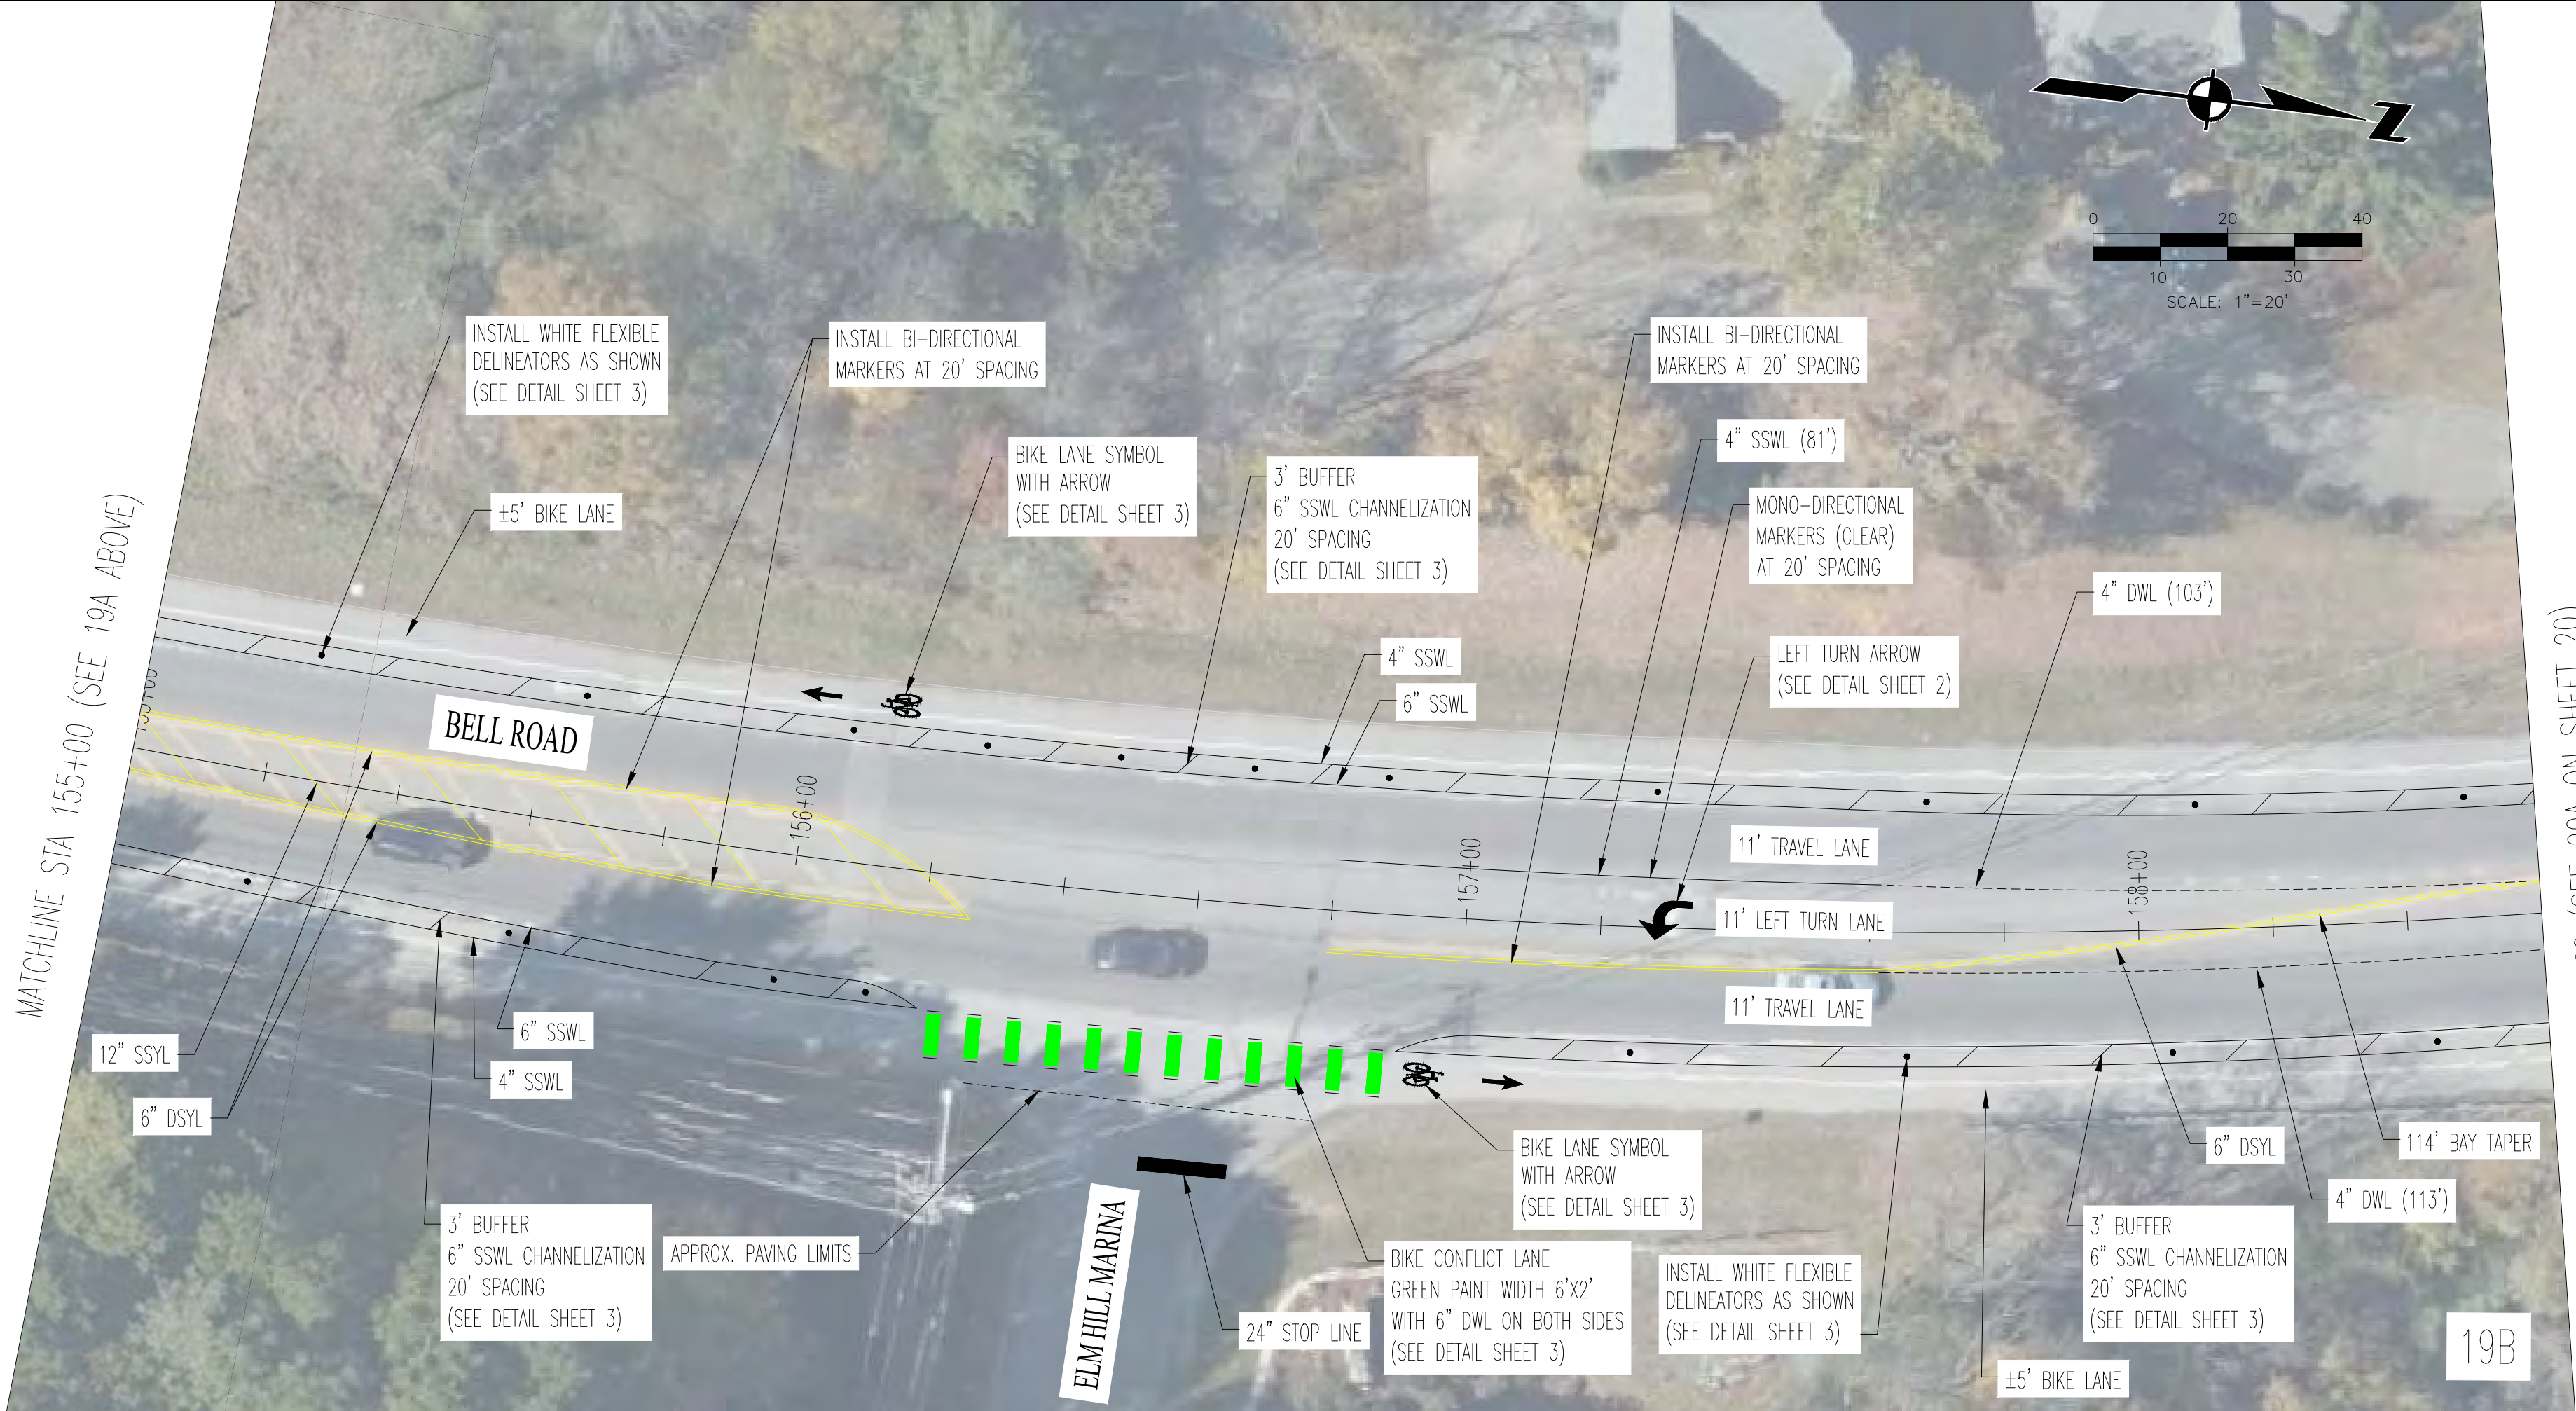 Z
0 20 40
10 30
SCALE: 1"=20'
INSTALL WHITE FLEXIBLE
DELINEATORS AS SHOWN
(SEE DETAIL SHEET 3)
INSTALL BI-DIRECTIONAL
MARKERS AT 20' SPACING
INSTALL BI-DIRECTIONAL
MARKERS AT 20' SPACING
BIKE LANE SYMBOL
WITH ARROW
(SEE DETAIL SHEET 3)
3' BUFFER
6" SSWL CHANNELIZATION
20' SPACING
(SEE DETAIL SHEET 3)
4" SSWL (81')
MONO-DIRECTIONAL
MARKERS (CLEAR)
AT 20' SPACING
±5' BIKE LANE
4" DWL (103')
4" SSWL
6" SSWL
LEFT TURN ARROW
(SEE DETAIL SHEET 2)
MATCHLINE STA 155+00 (SEE 19A ABOVE)
BELL ROAD
156+00
157+00
158+00
11' TRAVEL LANE
11' LEFT TURN LANE
11' TRAVEL LANE
(SEE 20A ON SHEET 20)
12" SSYL
6" SSWL
4" SSWL
6" DSYL
BIKE LANE SYMBOL
WITH ARROW
(SEE DETAIL SHEET 3)
6" DSYL
114' BAY TAPER
4" DWL (113')
3' BUFFER
6" SSWL CHANNELIZATION
20' SPACING
(SEE DETAIL SHEET 3)
APPROX. PAVING LIMITS
ELM HILL MARINA
24" STOP LINE
BIKE CONFLICT LANE
GREEN PAINT WIDTH 6'X2'
WITH 6" DWL ON BOTH SIDES
(SEE DETAIL SHEET 3)
INSTALL WHITE FLEXIBLE
DELINEATORS AS SHOWN
(SEE DETAIL SHEET 3)
3' BUFFER
6" SSWL CHANNELIZATION
20' SPACING
(SEE DETAIL SHEET 3)
±5' BIKE LANE
19B